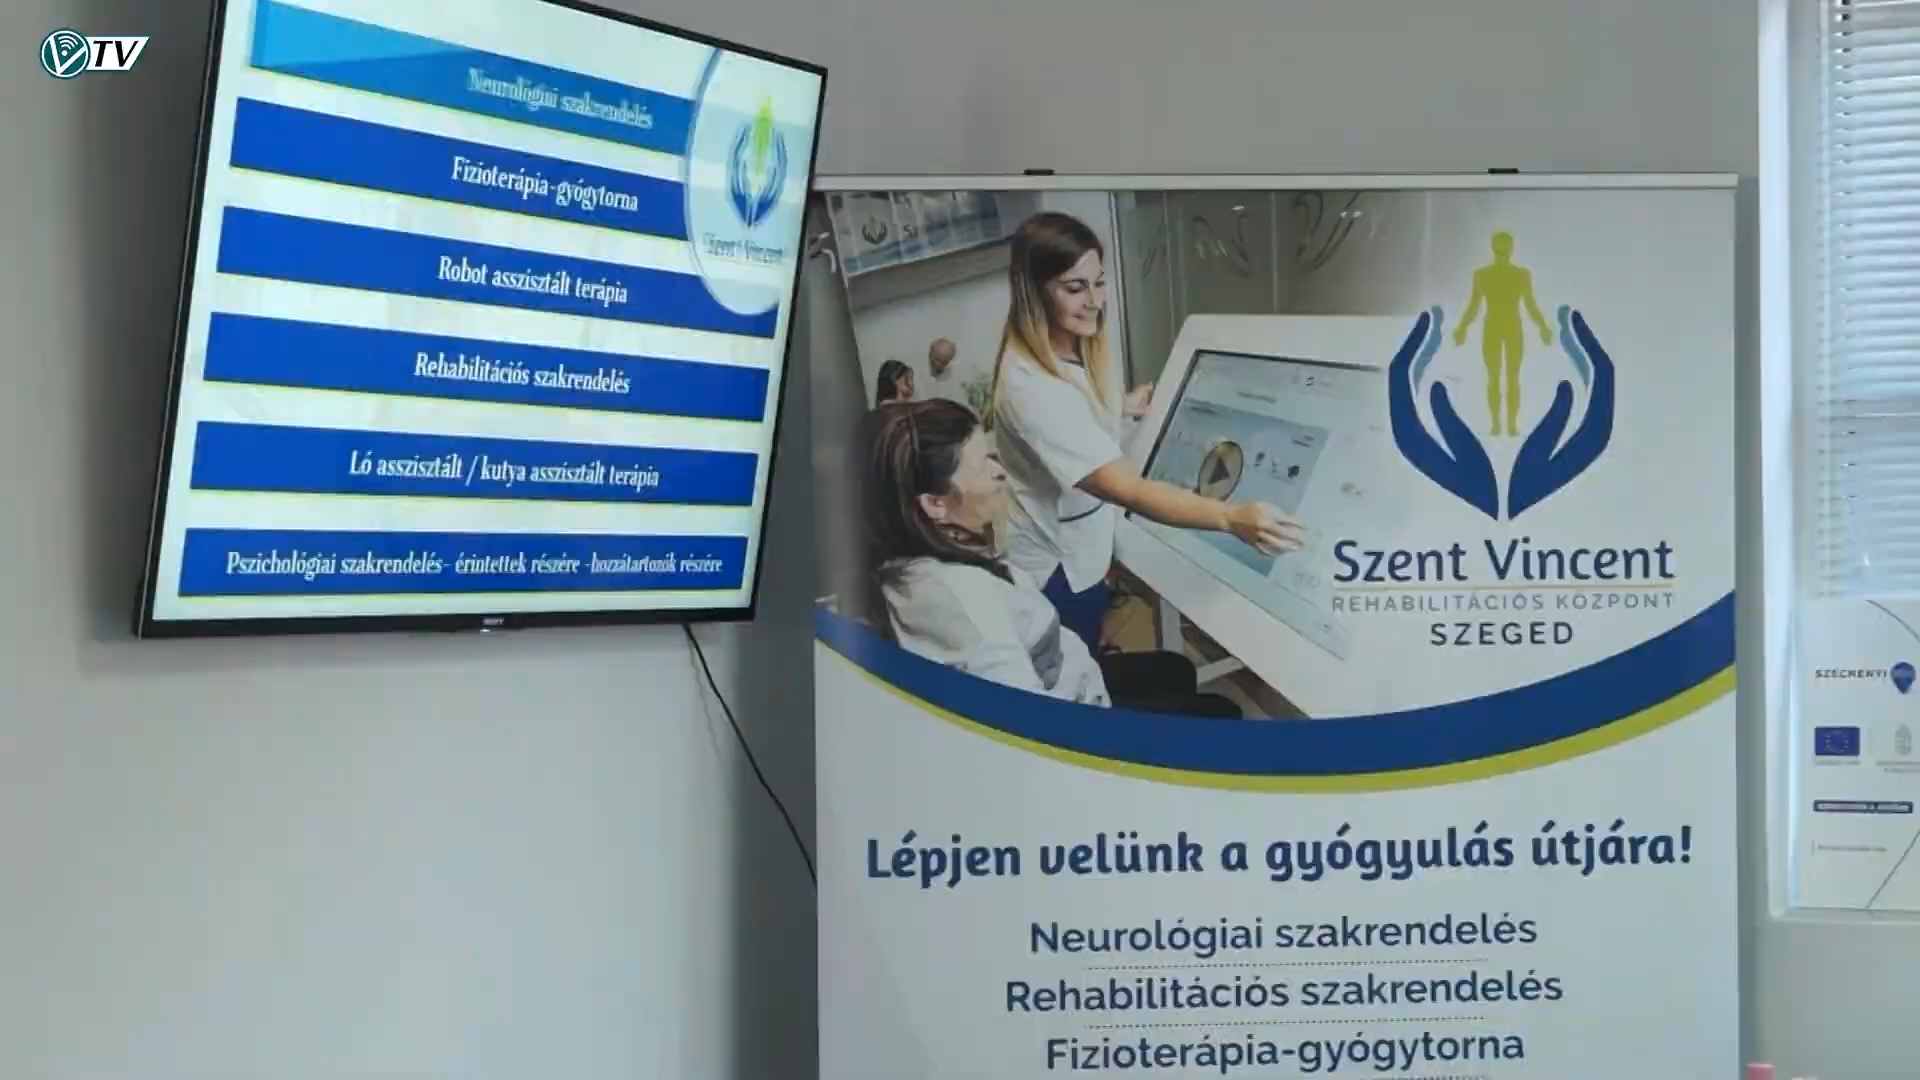 TV
Neurológiai szakrendelés
Fizioterápia-gyógytorna
Robot asszisztált terápia
Rehabilitációs szakrendelés
Ló asszisztált / kutya asszisztált terápia
Pszichológiai szakrendelés- érintettek részére -hozzátartozók részére
Szent Vincent
Szent Vincent
REHABILITÁCIÓS KÖZPONT
SZEGED
Lépjen velünk a gyógyulás útjára!
Neurológiai szakrendelés
Rehabilitációs szakrendelés
Fizioterápia-gyógytorna
SZÉCHENYI